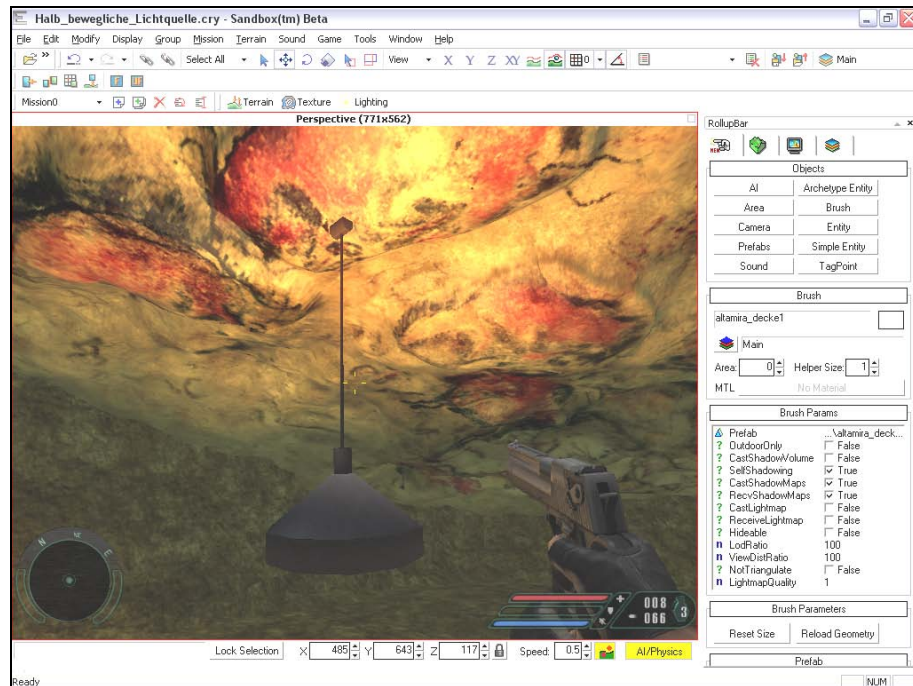 Halb_bewegliche_Lichtquelle.cry - Sandbox(tm) Beta
File Edit Modify Display Group Mission Terrain Sound Game Tools Window Help
Select All View X Y Z XY 0 Main
Mission0 Terrain Texture Lighting
Perspective (771x562)
RollupBar
Objects
AI Archetype Entity
Area Brush
Camera Entity
Prefabs Simple Entity
Sound TagPoint
Brush
altamira_decke1
Main
Area: 0 Helper Size: 1
MTL No Material
Brush Params
Prefab ...\altamira_deck...
? OutdoorOnly False
? CastShadowVolume False
? SelfShadowing True
? CastShadowMaps True
? RecvShadowMaps True
? CastLightmap False
? ReceiveLightmap False
? Hideable False
n LodRatio 100
n ViewDistRatio 100
? NotTriangulate False
n LightmapQuality 1
Brush Parameters
Reset Size Reload Geometry
Prefab
N NE E
008
066
3
Lock Selection X 485 Y 643 Z 117 Speed: 0.5 AI/Physics
Ready NUM